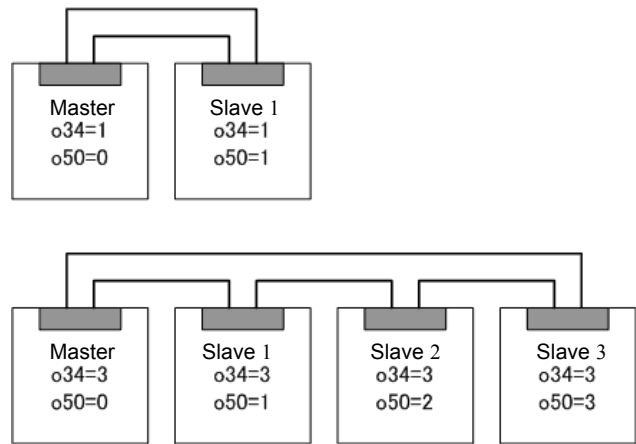 Master Slave 1
o34=1 o34=1
o50=0 o50=1
Master Slave 1 Slave 2 Slave 3
o34=3 o34=3 o34=3 o34=3
o50=0 o50=1 o50=2 o50=3